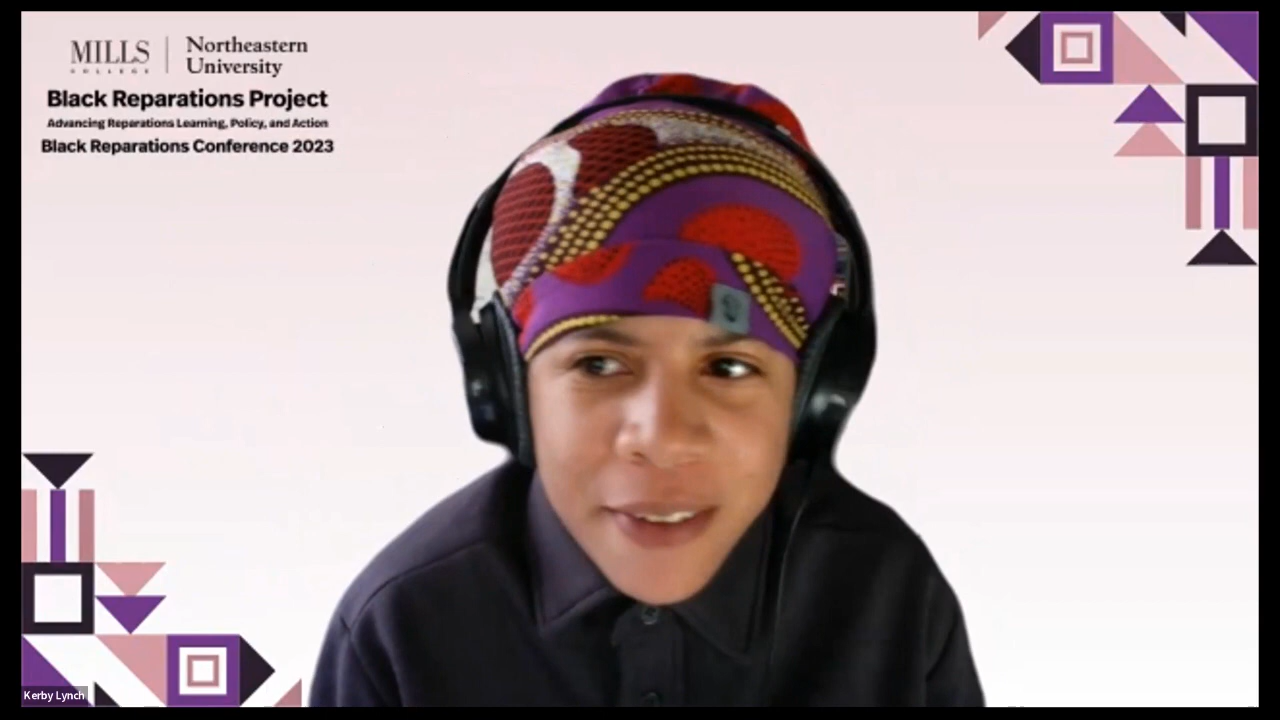 MILLS
COLLEGE
Northeastern
University
Black Reparations Project
Advancing Reparations Learning, Policy, and Action
Black Reparations Conference 2023
Kerby Lynch